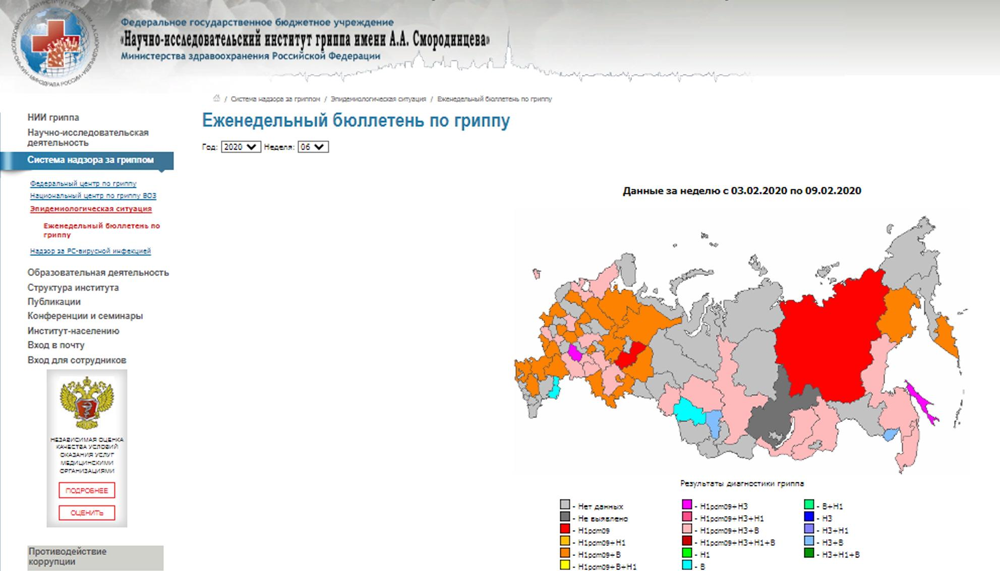 Федеральное государственное бюджетное учреждение
«Научно-исследовательский институт гриппа имени А.А. Смородинцева»
Министерства здравоохранения Российской Федерации
/ Система надзора за гриппом / Эпидемиологическая ситуация / Еженедельный бюллетень по гриппу
НИИ гриппа
Научно-исследовательская
деятельность
Система надзора за гриппом
Федеральный центр по гриппу
Национальный центр по гриппу ВОЗ
Эпидемиологическая ситуация
Еженедельный бюллетень по
гриппу
Надзор за РС-вирусной инфекцией
Образовательная деятельность
Структура института
Публикации
Конференции и семинары
Институт-населению
Вход в почту
Вход для сотрудников
НЕЗАВИСИМАЯ ОЦЕНКА
КАЧЕСТВА УСЛОВИЙ
ОКАЗАНИЯ УСЛУГ
МЕДИЦИНСКИМИ
ОРГАНИЗАЦИЯМИ
ПОДРОБНЕЕ
ОЦЕНИТЬ
Противодействие
коррупции
Еженедельный бюллетень по гриппу
Год: 2020 Неделя: 06
Данные за неделю с 03.02.2020 по 09.02.2020
Результаты диагностики гриппа
- Нет данных
- Не выявлено
- H1pdm09
- H1pdm09+H1
- H1pdm09+B
- H1pdm09+B+H1
- H1pdm09+H3
- H1pdm09+H3+H1
- H1pdm09+H3+B
- H1pdm09+H3+H1+B
- H1
- B
- B+H1
- H3
- H3+H1
- H3+B
- H3+H1+B